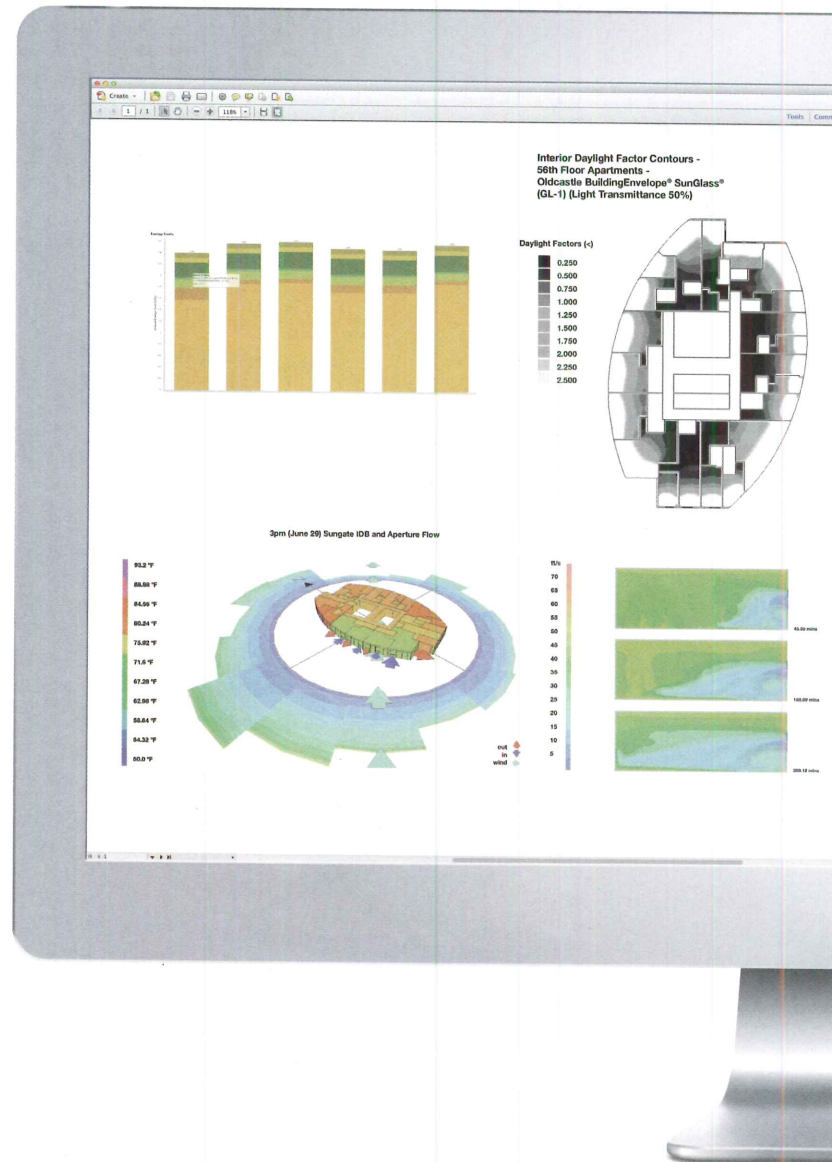 Create
1 / 1
118%
Tools
Interior Daylight Factor Contours -
56th Floor Apartments -
Oldcastle BuildingEnvelope® SunGlass®
(GL-1) (Light Transmittance 50%)
Daylight Factors (<)
0.250
0.500
0.750
1.000
1.250
1.500
1.750
2.000
2.250
2.500
3pm (June 29) Sungate IDB and Aperture Flow
93.2 °F
88.88 °F
84.56 °F
80.24 °F
75.92 °F
71.6 °F
67.28 °F
62.96 °F
58.64 °F
54.32 °F
50.0 °F
out
in
wind
ft/s
70
65
60
55
50
45
40
35
30
25
20
15
10
5